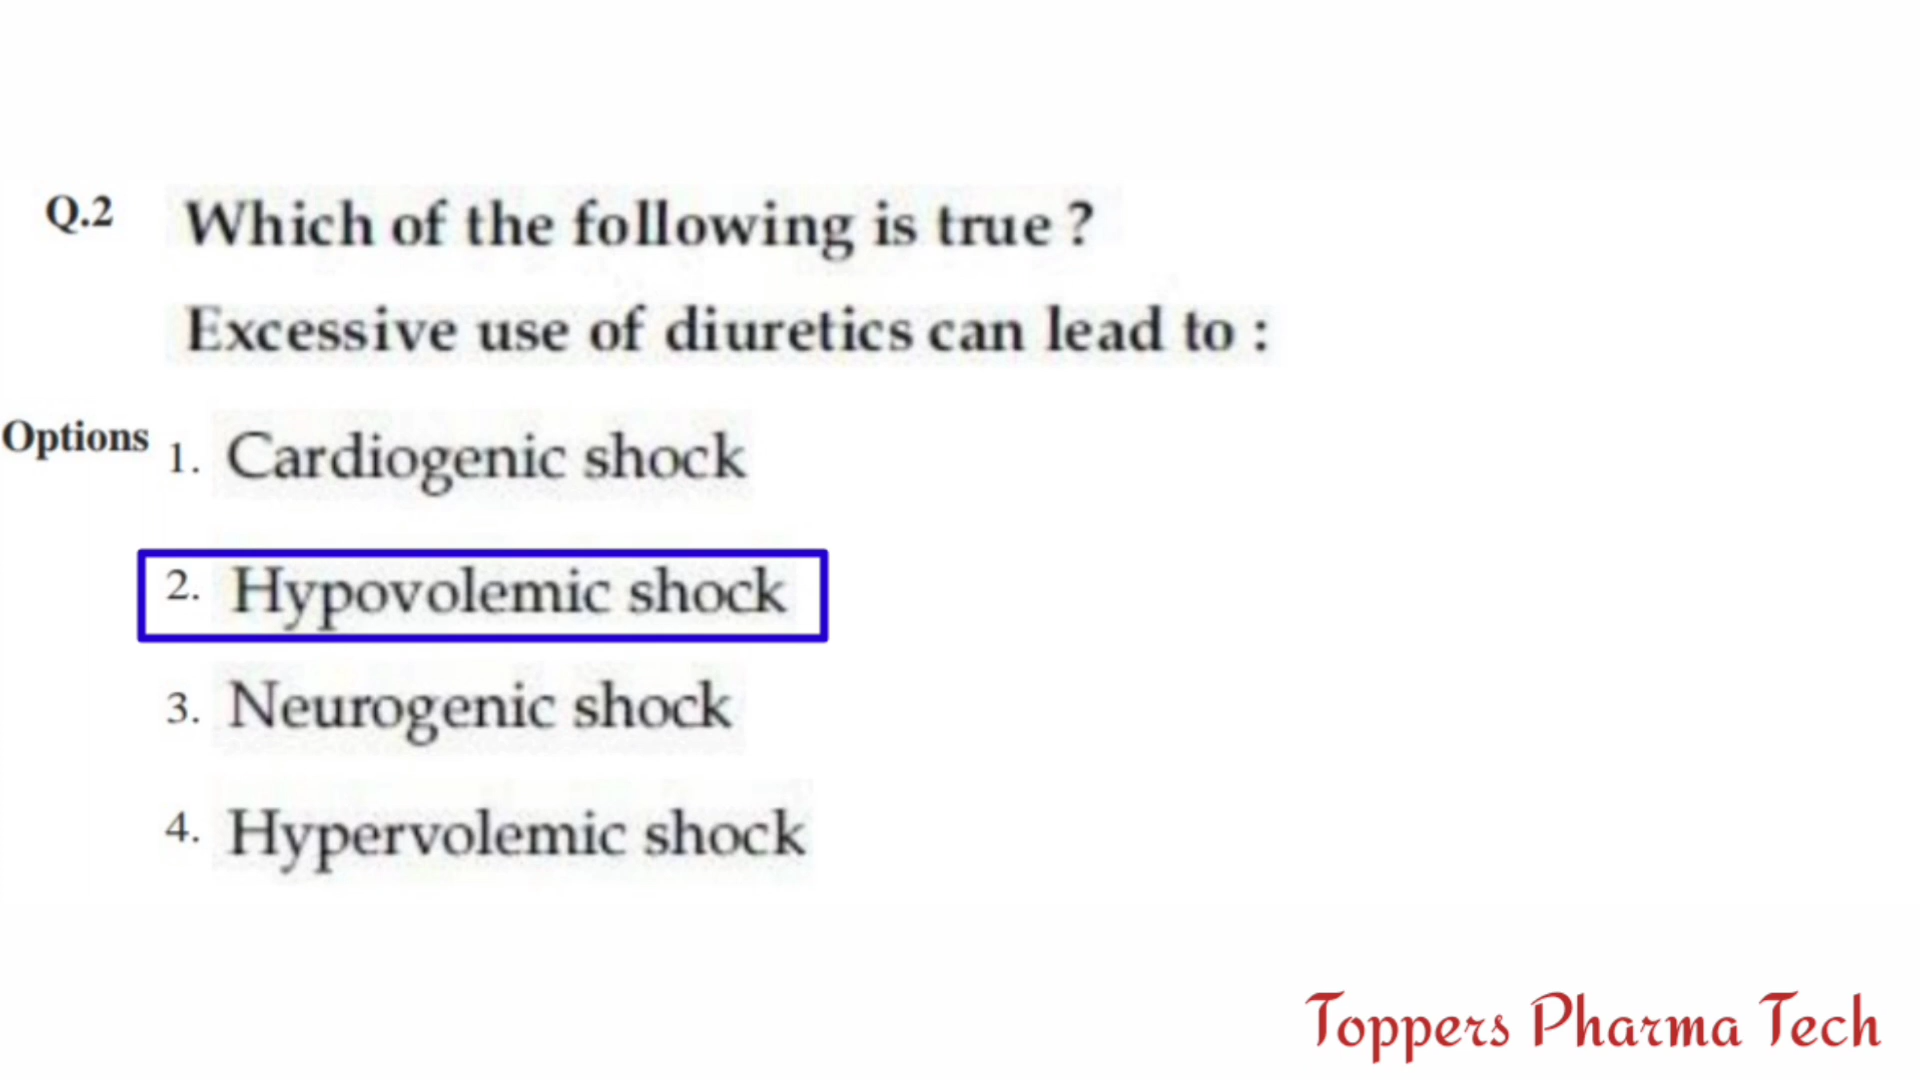 Q.2 Which of the following is true ?
Excessive use of diuretics can lead to :
Options 1. Cardiogenic shock
2. Hypovolemic shock
3. Neurogenic shock
4. Hypervolemic shock
Toppers Pharma Tech